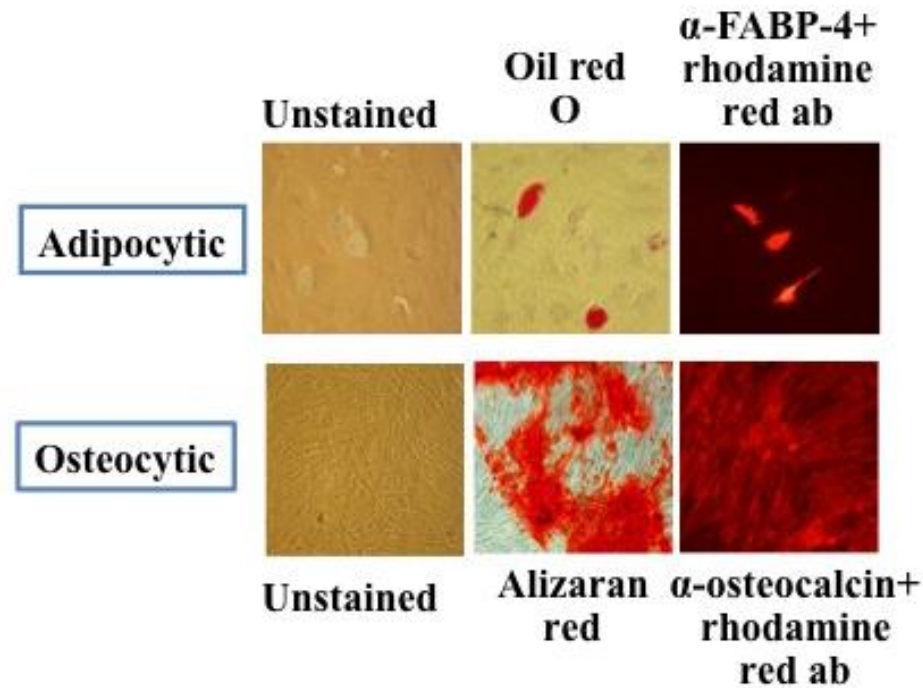 Unstained
Oil red
O
α-FABP-4+
rhodamine
red ab
Adipocytic
Osteocytic
Unstained
Alizaran
red
α-osteocalcin+
rhodamine
red ab